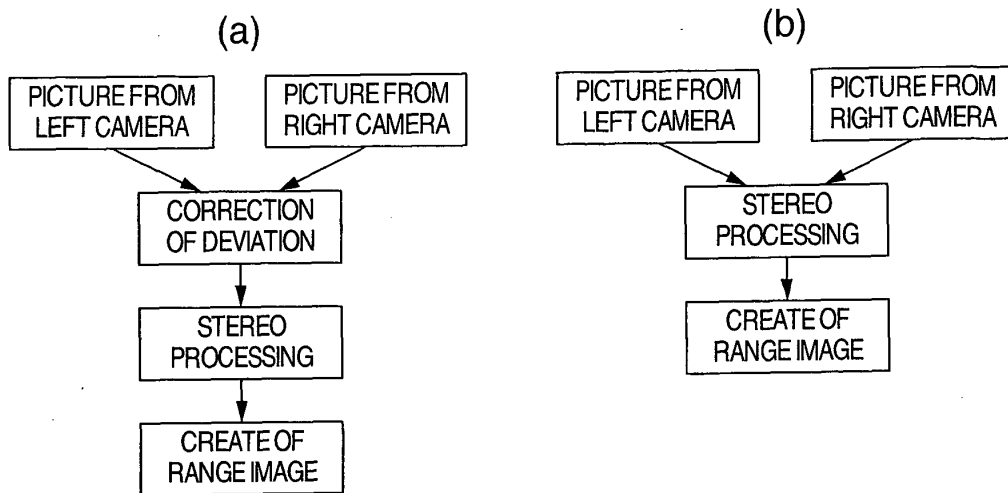 (a)
PICTURE FROM
LEFT CAMERA
PICTURE FROM
RIGHT CAMERA
CORRECTION
OF DEVIATION
STEREO
PROCESSING
CREATE OF
RANGE IMAGE
(b)
PICTURE FROM
LEFT CAMERA
PICTURE FROM
RIGHT CAMERA
STEREO
PROCESSING
CREATE OF
RANGE IMAGE